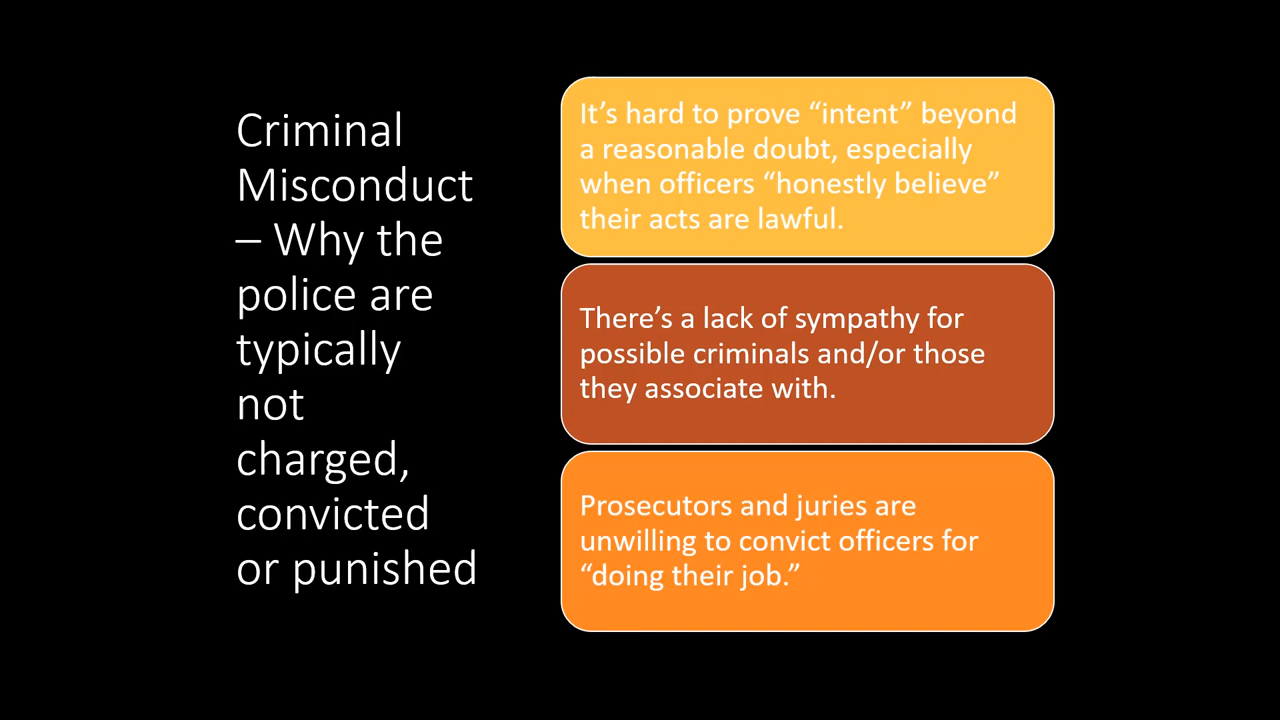 Criminal
Misconduct
– Why the
police are
typically
not
charged,
convicted
or punished
It’s hard to prove “intent” beyond
a reasonable doubt, especially
when officers “honestly believe”
their acts are lawful.
There’s a lack of sympathy for
possible criminals and/or those
they associate with.
Prosecutors and juries are
unwilling to convict officers for
“doing their job.”